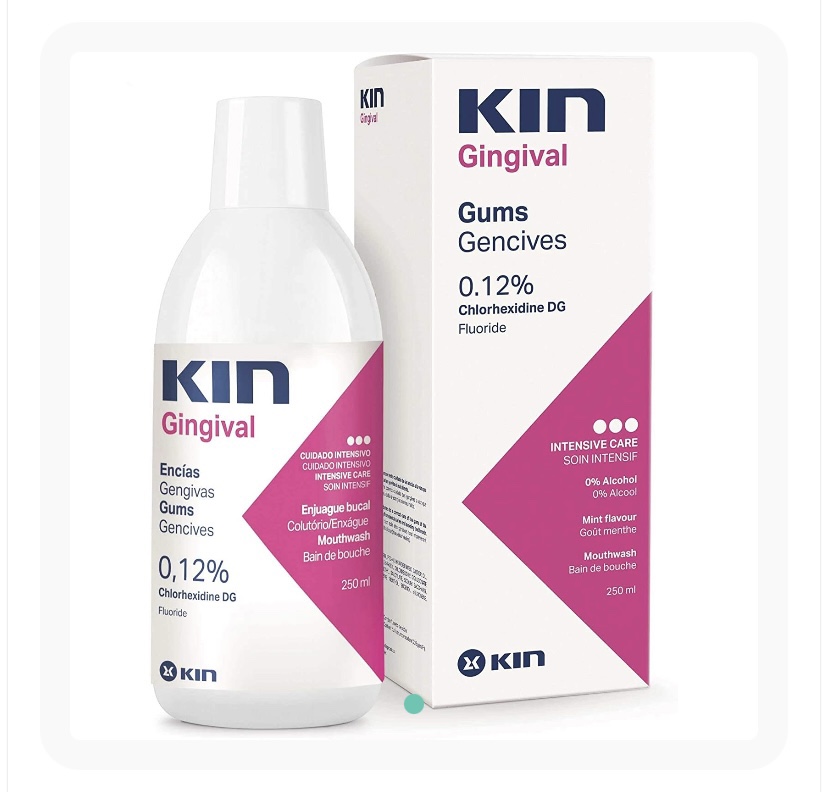 KIN
Gingival
Encías
Gengivas
Gums
Gencives
0,12%
Chlorhexidine DG
Fluoride
CUIDADO INTENSIVO
CUIDADO INTENSIVO
INTENSIVE CARE
SOIN INTENSIF
Enjuague bucal
Colutório/Enxágue
Mouthwash
Bain de bouche
250 ml
KIN
KIN
Gingival
KIN
Gingival
Gums
Gencives
0.12%
Chlorhexidine DG
Fluoride
INTENSIVE CARE
SOIN INTENSIF
0% Alcohol
0% Alcool
Mint flavour
Goût menthe
Mouthwash
Bain de bouche
250 ml
KIN